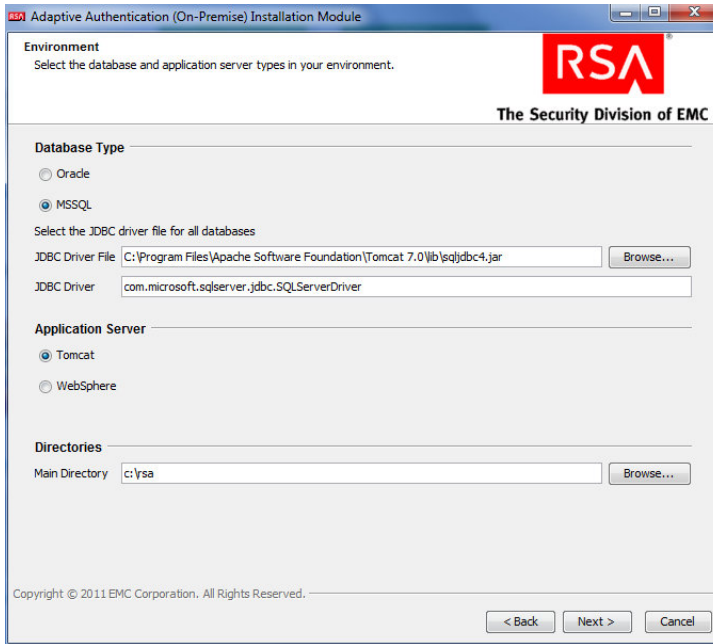 RSA Adaptive Authentication (On-Premise) Installation Module
Environment
Select the database and application server types in your environment.
RSA®
The Security Division of EMC
Database Type
Oracle
MSSQL
Select the JDBC driver file for all databases
JDBC Driver File C:\Program Files\Apache Software Foundation\Tomcat 7.0\lib\sqljdbc4.jar Browse...
JDBC Driver com.microsoft.sqlserver.jdbc.SQLServerDriver
Application Server
Tomcat
WebSphere
Directories
Main Directory c:\rsa Browse...
Copyright © 2011 EMC Corporation. All Rights Reserved.
< Back Next > Cancel